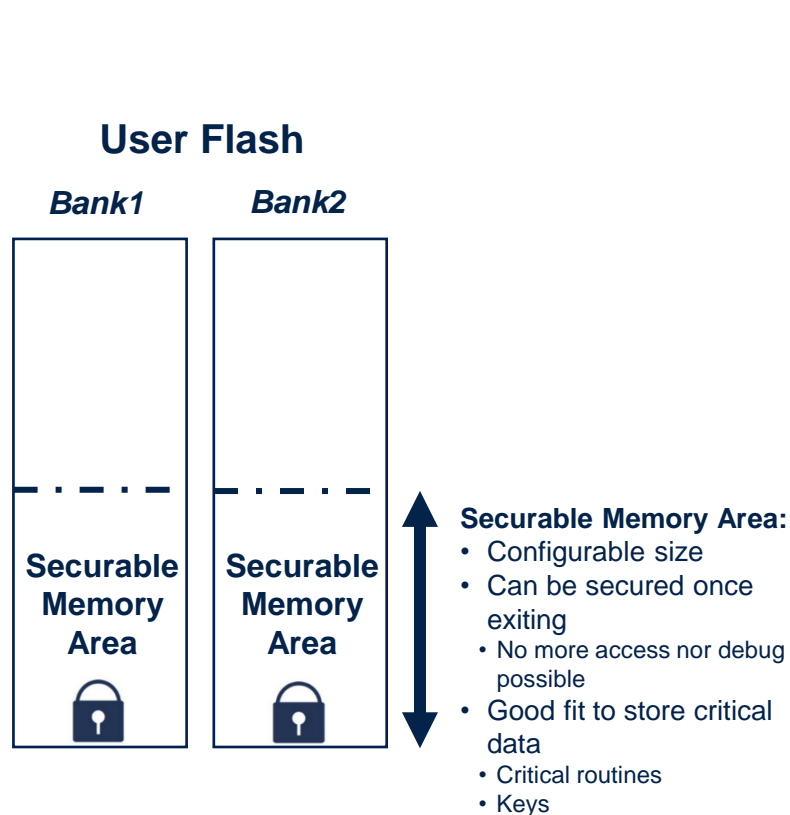 User Flash
Bank1
Bank2
Securable
Memory
Area
Securable
Memory
Area
Securable Memory Area:
• Configurable size
• Can be secured once
exiting
• No more access nor debug
possible
• Good fit to store critical
data
• Critical routines
• Keys